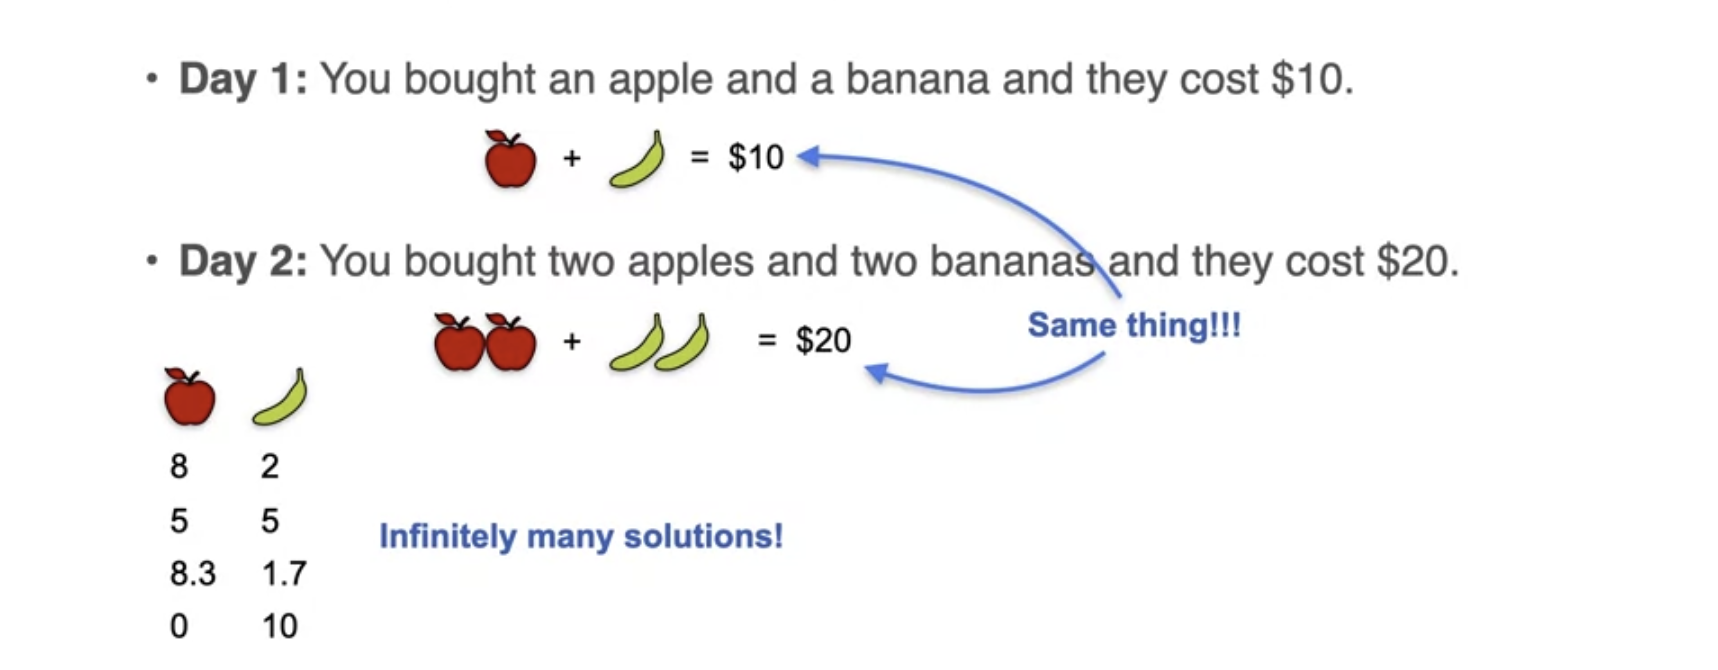 • Day 1: You bought an apple and a banana and they cost $10.
+ = $10
• Day 2: You bought two apples and two bananas and they cost $20.
Same thing!!!
+ = $20
8 2
5 5
Infinitely many solutions!
8.3 1.7
0 10